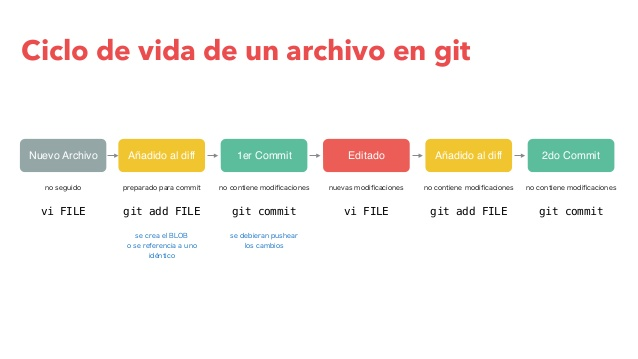 Ciclo de vida de un archivo en git
Nuevo Archivo
Añadido al diff
1er Commit
Editado
Añadido al diff
2do Commit
no seguido
preparado para commit
no contiene modificaciones
nuevas modificaciones
no contiene modificaciones
no contiene modificaciones
vi FILE
git add FILE
git commit
vi FILE
git add FILE
git commit
se crea el BLOB
o se referencia a uno
idéntico
se debieran pushear
los cambios